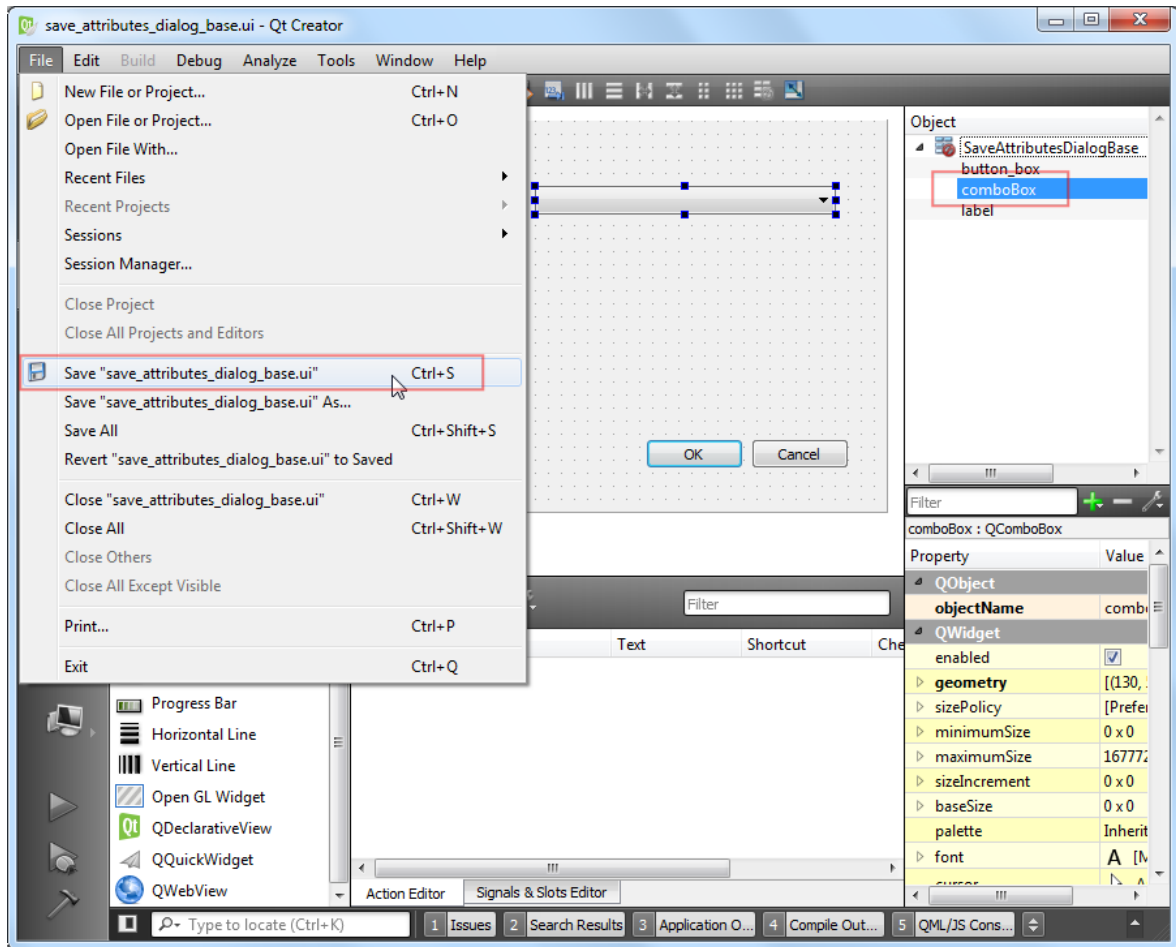 save_attributes_dialog_base.ui - Qt Creator
File Edit Build Debug Analyze Tools Window Help
New File or Project... Ctrl+N
Open File or Project... Ctrl+O
Open File With...
Recent Files
Recent Projects
Sessions
Session Manager...
Close Project
Close All Projects and Editors
Save "save_attributes_dialog_base.ui" Ctrl+S
Save "save_attributes_dialog_base.ui" As...
Save All Ctrl+Shift+S
Revert "save_attributes_dialog_base.ui" to Saved
Close "save_attributes_dialog_base.ui" Ctrl+W
Close All Ctrl+Shift+W
Close Others
Close All Except Visible
Print... Ctrl+P
Exit Ctrl+Q
OK Cancel
Object
SaveAttributesDialogBase
button_box
comboBox
label
Filter
comboBox : QComboBox
Property Value
QObject
objectName combo
QWidget
enabled
geometry [(130,
sizePolicy [Prefer
minimumSize 0 x 0
maximumSize 167772
sizeIncrement 0 x 0
baseSize 0 x 0
palette Inherit
font A [M
cursor
Filter
Text Shortcut Che
Progress Bar
Horizontal Line
Vertical Line
Open GL Widget
QDeclarativeView
QQuickWidget
QWebView
Action Editor Signals & Slots Editor
Type to locate (Ctrl+K) 1 Issues 2 Search Results 3 Application O... 4 Compile Out... 5 QML/JS Cons...